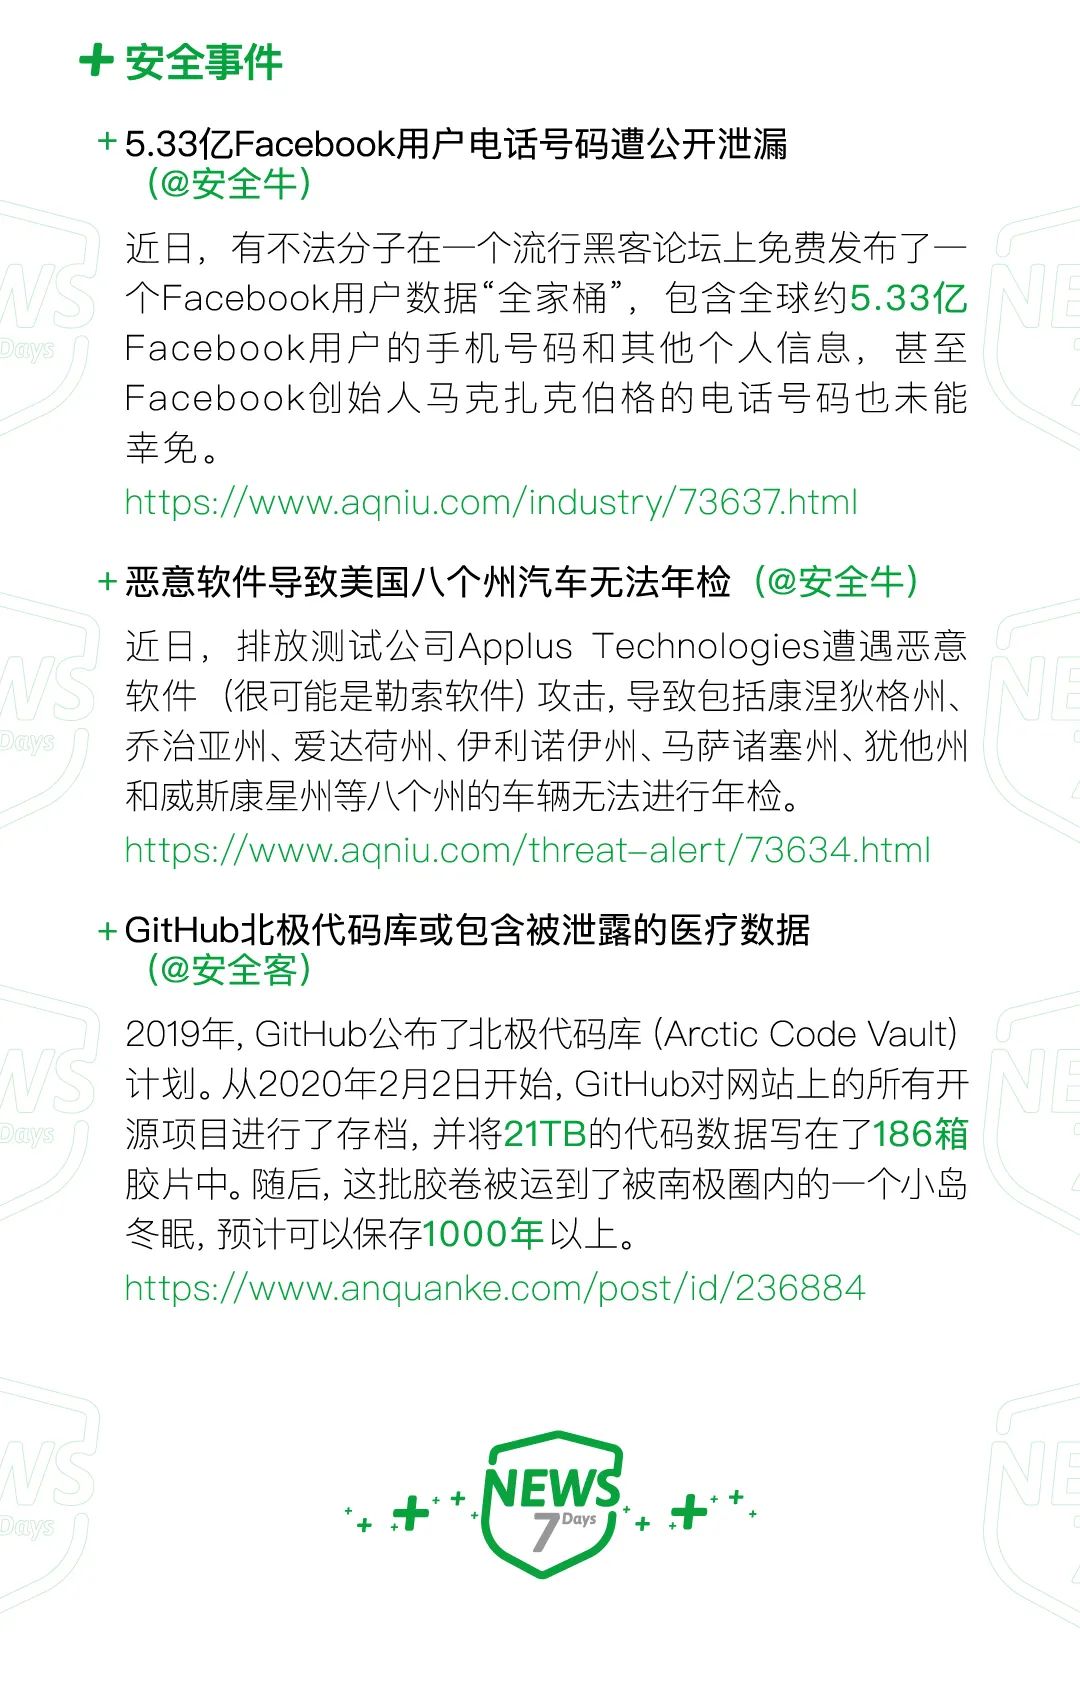 安全事件
5.33亿Facebook用户电话号码遭公开泄漏
（@安全牛）
近日，有不法分子在一个流行黑客论坛上免费发布了一
个Facebook用户数据“全家桶”，包含全球约5.33亿
Facebook用户的手机号码和其他个人信息，甚至
Facebook创始人马克扎克伯格的电话号码也未能
幸免。
https://www.aqniu.com/industry/73637.html
恶意软件导致美国八个州汽车无法年检（@安全牛）
近日，排放测试公司Applus Technologies遭遇恶意
软件（很可能是勒索软件）攻击，导致包括康涅狄格州、
乔治亚州、爱达荷州、伊利诺伊州、马萨诸塞州、犹他州
和威斯康星州等八个州的车辆无法进行年检。
https://www.aqniu.com/threat-alert/73634.html
GitHub北极代码库或包含被泄露的医疗数据
（@安全客）
2019年，GitHub公布了北极代码库（Arctic Code Vault）
计划。从2020年2月2日开始，GitHub对网站上的所有开
源项目进行了存档，并将21TB的代码数据写在了186箱
胶片中。随后，这批胶卷被运到了被南极圈内的一个小岛
冬眠，预计可以保存1000年以上。
https://www.anquanke.com/post/id/236884
NEWS
7Days